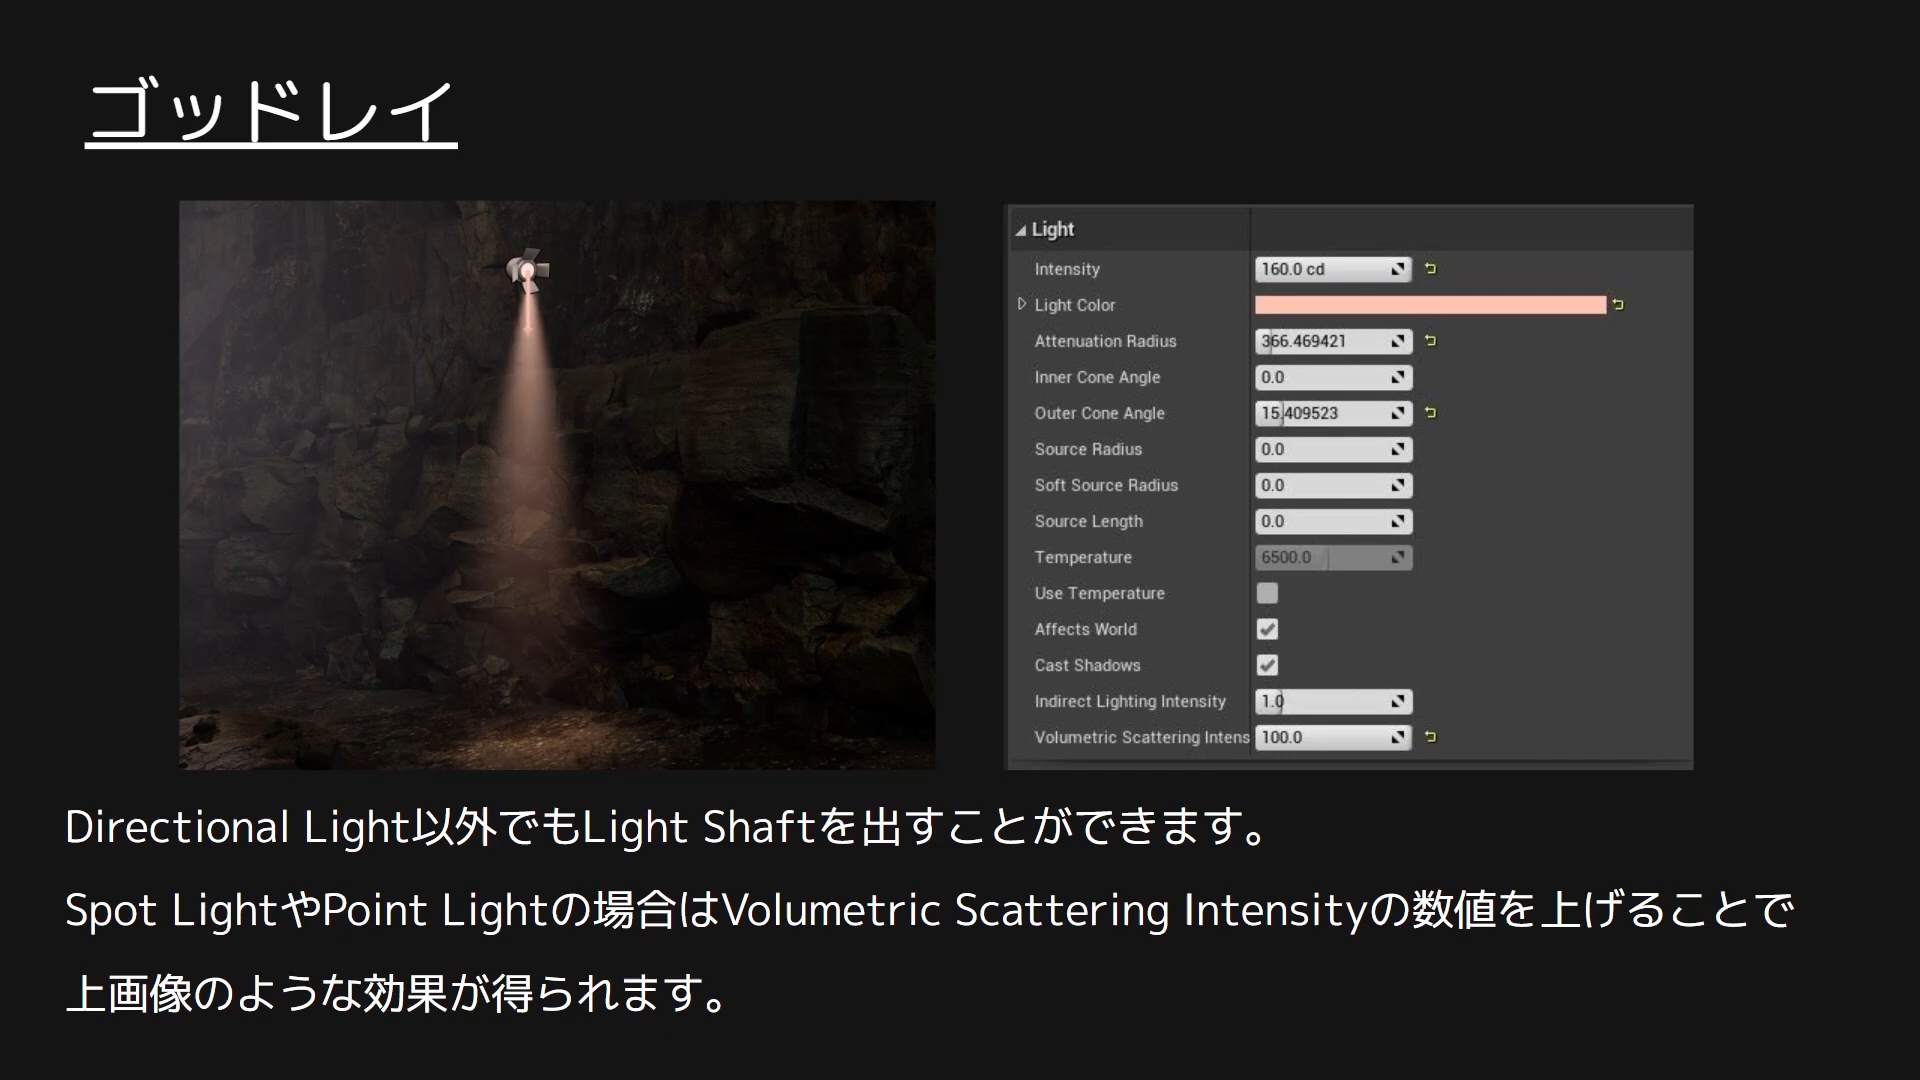 ゴッドレイ
Light
Intensity 160.0 cd
Light Color
Attenuation Radius 366.469421
Inner Cone Angle 0.0
Outer Cone Angle 15.409523
Source Radius 0.0
Soft Source Radius 0.0
Source Length 0.0
Temperature 6500.0
Use Temperature
Affects World
Cast Shadows
Indirect Lighting Intensity 1.0
Volumetric Scattering Intens 100.0
Directional Light以外でもLight Shaftを出すことができます。
Spot LightやPoint Lightの場合はVolumetric Scattering Intensityの数値を上げることで
上画像のような効果が得られます。